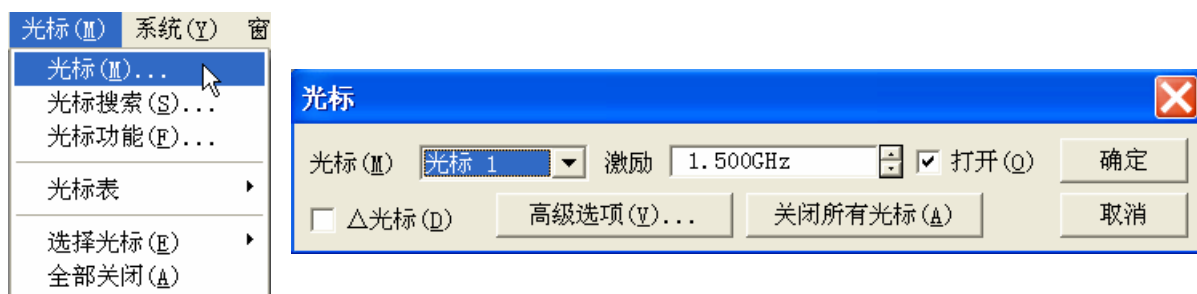 光标(M) 系统(Y) 窗
光标(M)...
光标搜索(S)...
光标功能(F)...
光标表
选择光标(E)
全部关闭(A)
光标
光标(M) 光标 1 激励 1.500GHz 打开(O) 确定
△光标(D) 高级选项(V)... 关闭所有光标(A) 取消